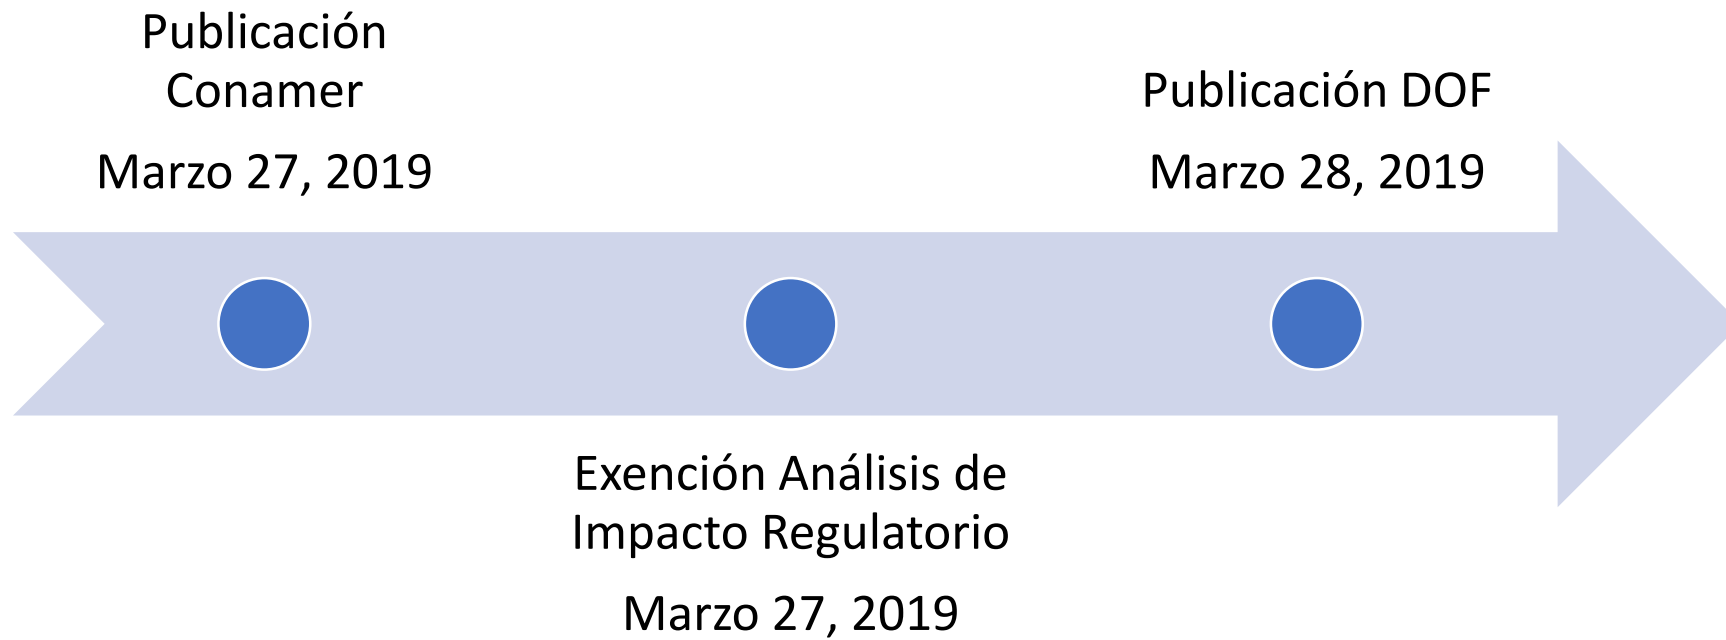 Publicación
Conamer
Marzo 27, 2019
Exención Análisis de
Impacto Regulatorio
Marzo 27, 2019
Publicación DOF
Marzo 28, 2019